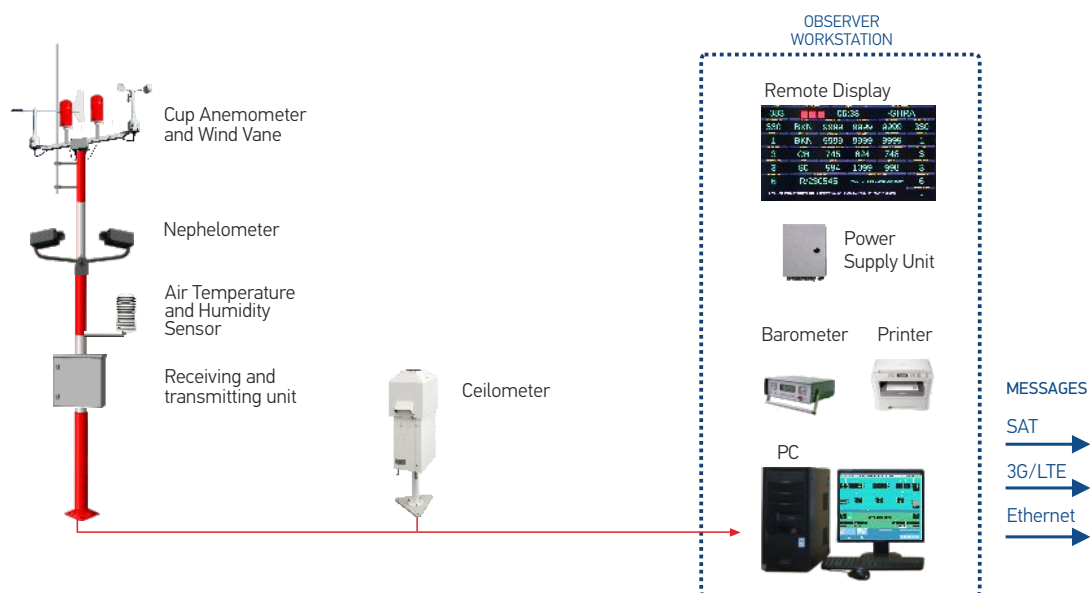 OBSERVER
WORKSTATION
Remote Display
Cup Anemometer
and Wind Vane
Nephelometer
Power
Supply Unit
Air Temperature
and Humidity
Sensor
Barometer
Printer
Receiving and
transmitting unit
Ceilometer
MESSAGES
SAT
PC
3G/LTE
Ethernet